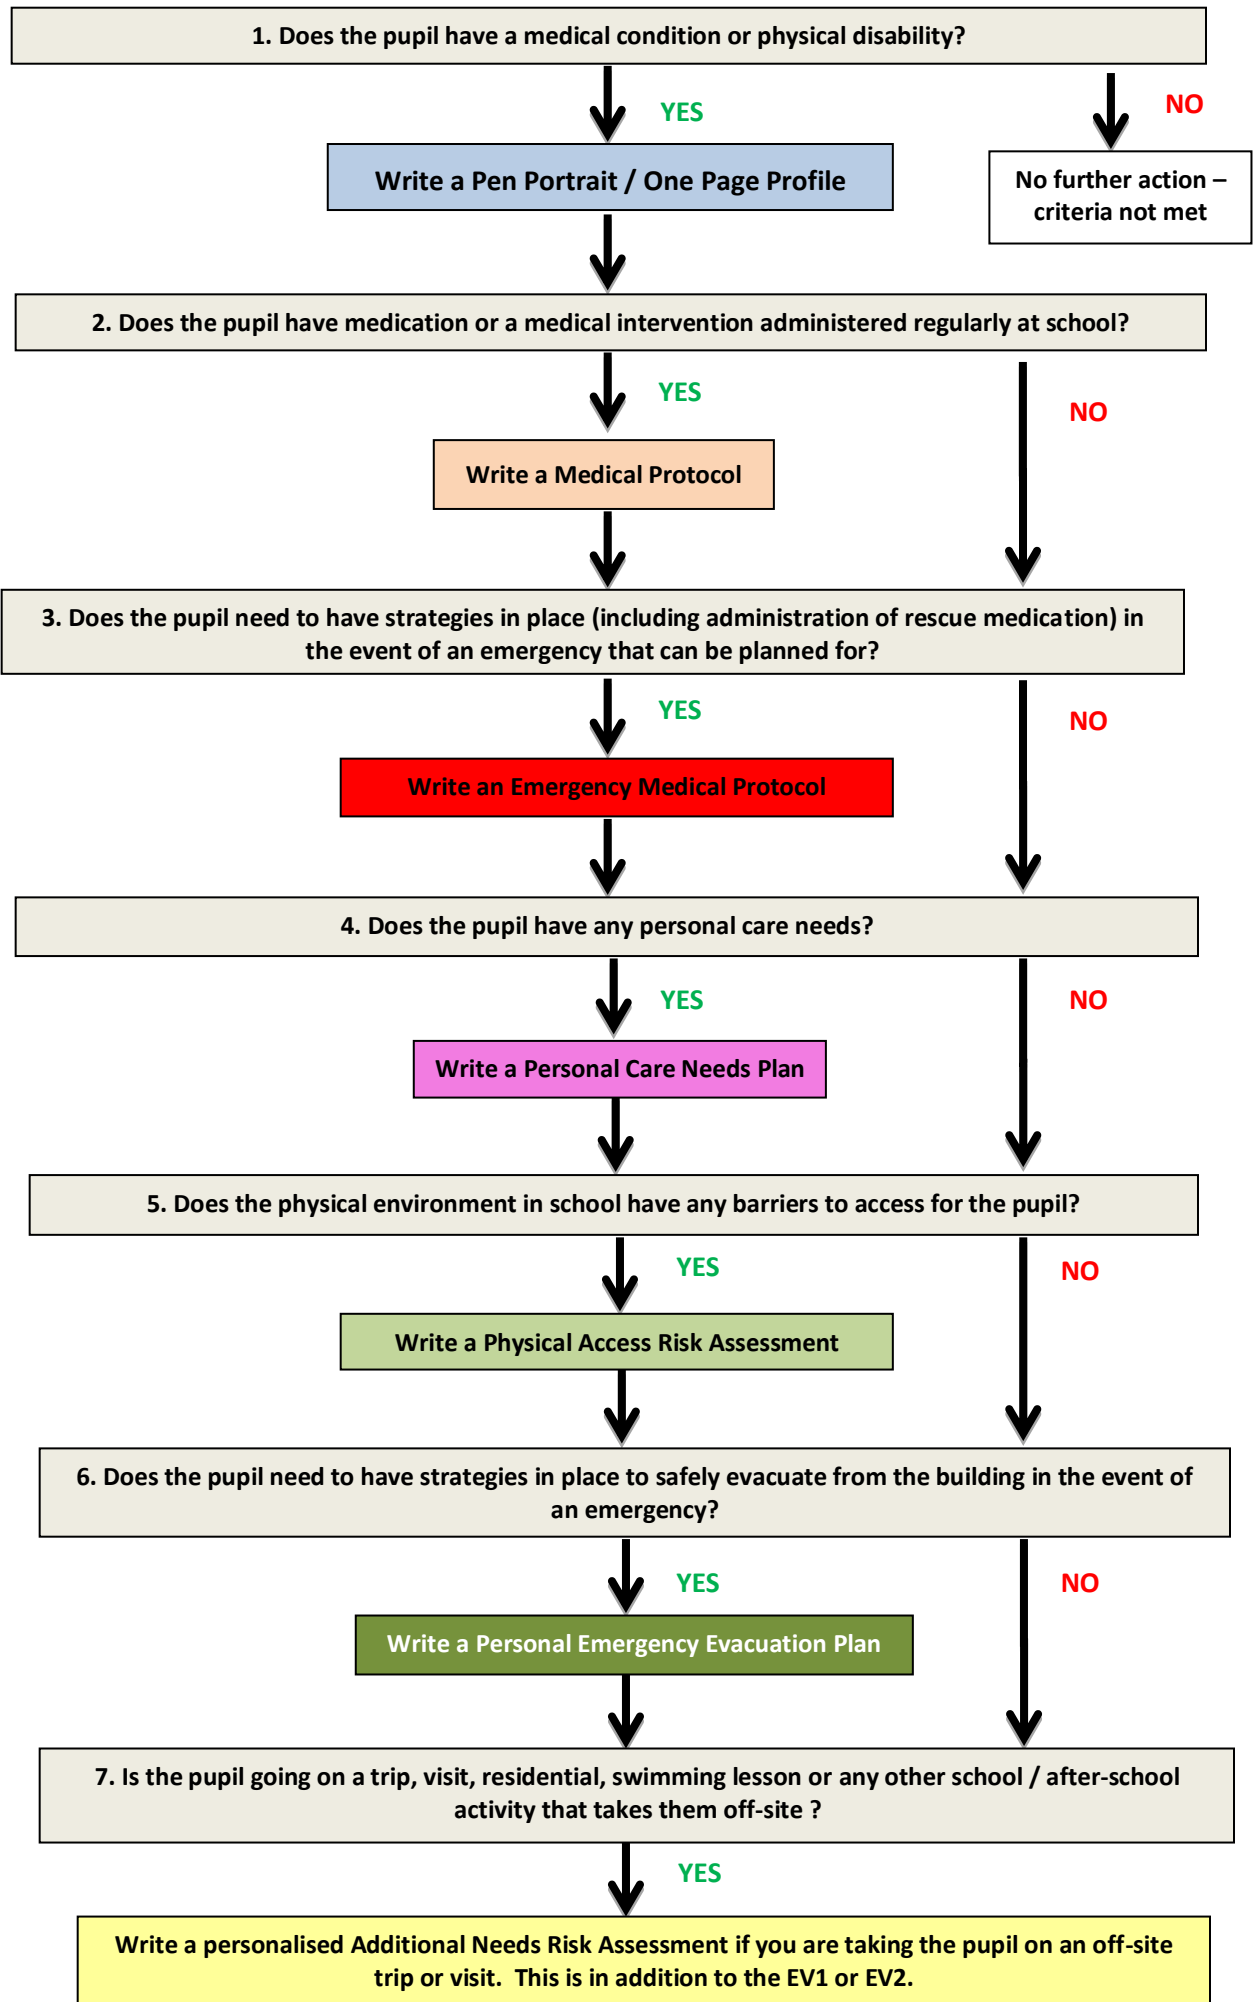 1. Does the pupil have a medical condition or physical disability?
YES
NO
Write a Pen Portrait / One Page Profile
No further action –
criteria not met
2. Does the pupil have medication or a medical intervention administered regularly at school?
YES
NO
Write a Medical Protocol
3. Does the pupil need to have strategies in place (including administration of rescue medication) in
the event of an emergency that can be planned for?
YES
NO
Write an Emergency Medical Protocol
4. Does the pupil have any personal care needs?
YES
NO
Write a Personal Care Needs Plan
5. Does the physical environment in school have any barriers to access for the pupil?
YES
NO
Write a Physical Access Risk Assessment
6. Does the pupil need to have strategies in place to safely evacuate from the building in the event of
an emergency?
YES
NO
Write a Personal Emergency Evacuation Plan
7. Is the pupil going on a trip, visit, residential, swimming lesson or any other school / after-school
activity that takes them off-site ?
YES
Write a personalised Additional Needs Risk Assessment if you are taking the pupil on an off-site
trip or visit.  This is in addition to the EV1 or EV2.